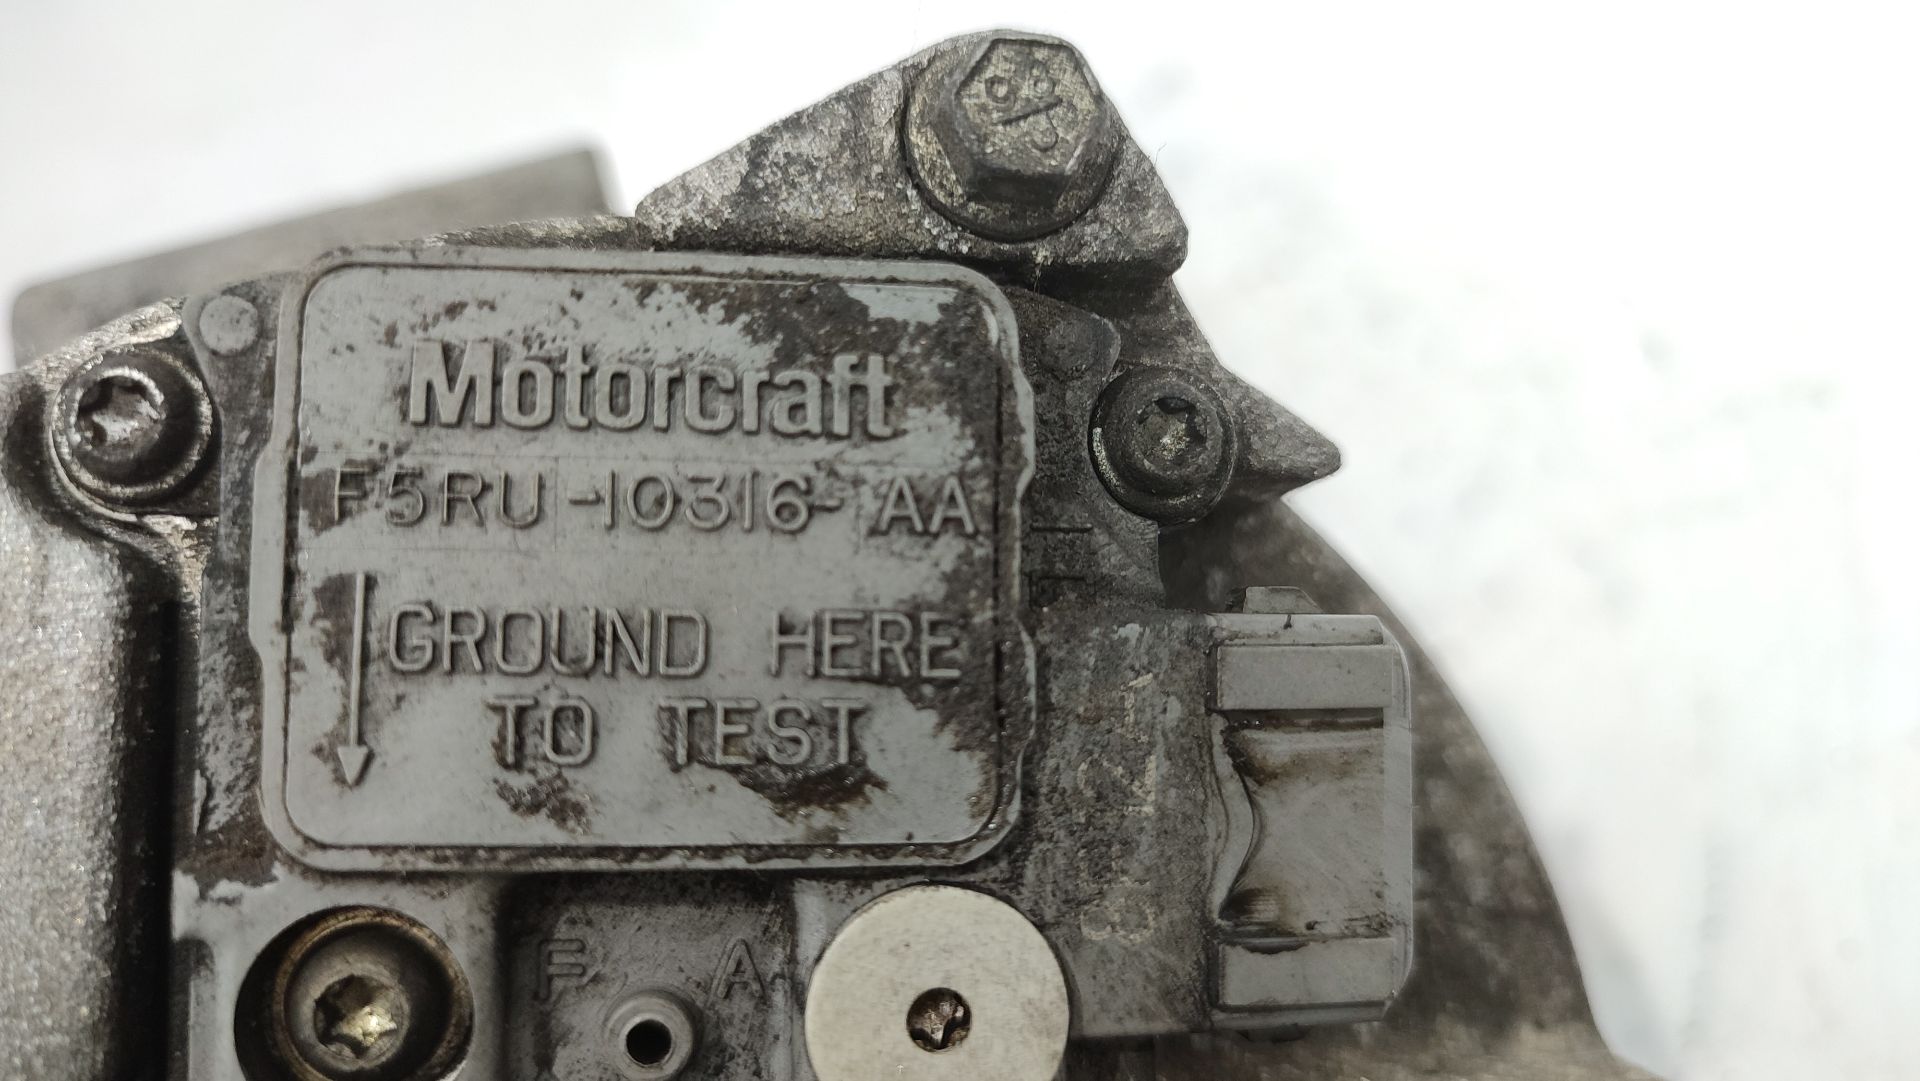 Motorcraft
F5RU-10316-AA
GROUND HERE
TO TEST
F A